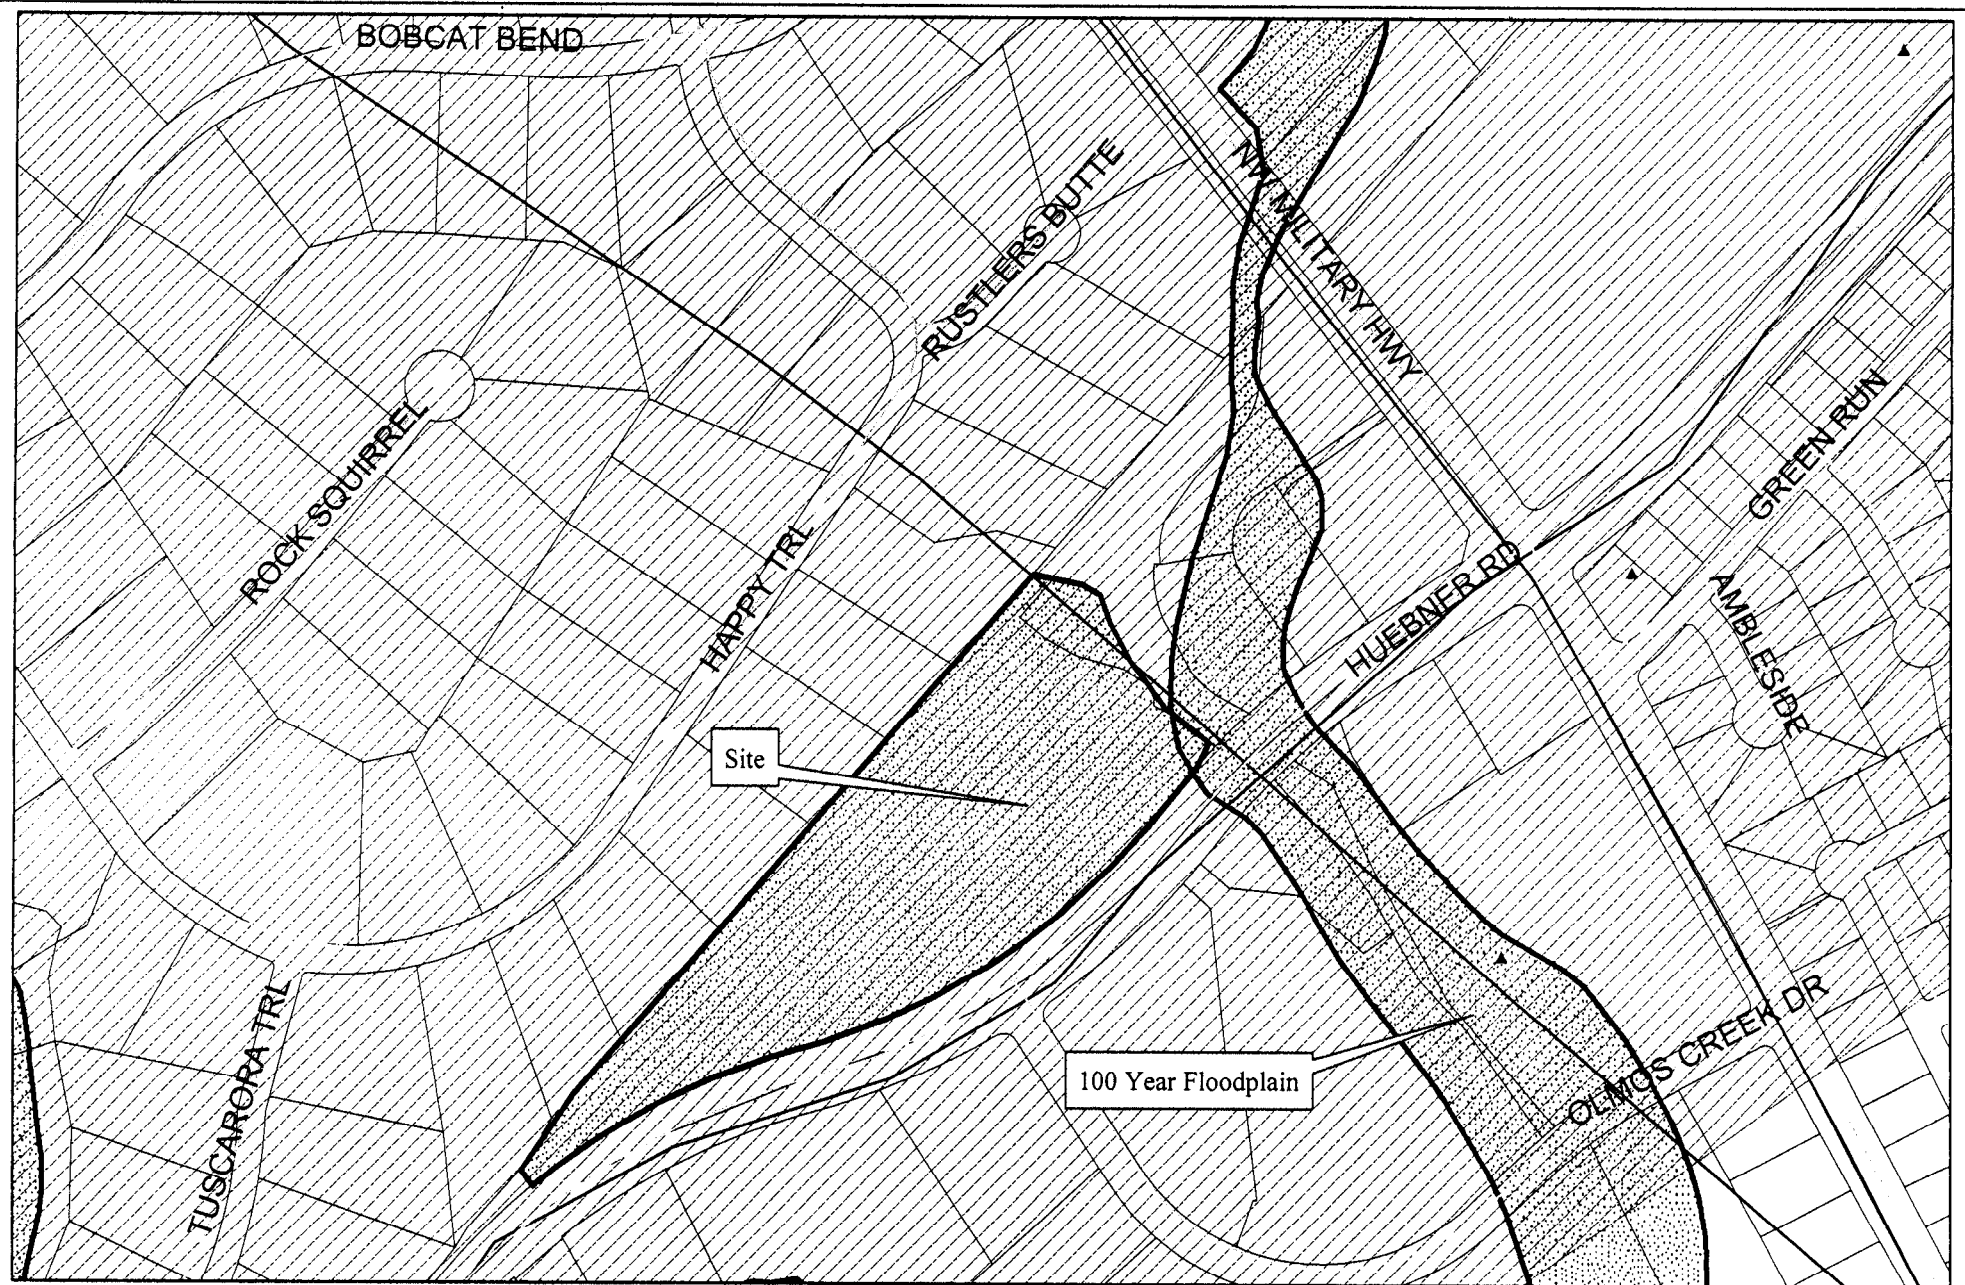 BOBCAT BEND
RUSTLERS BUTTE
NW MILITARY HWY
ROCK SQUIRREL
HAPPY TRL
GREEN RUN
HUEBNER RD
AMBLESIDE
Site
100 Year Floodplain
OLMOS CREEK DR
TUSCARORA TRL